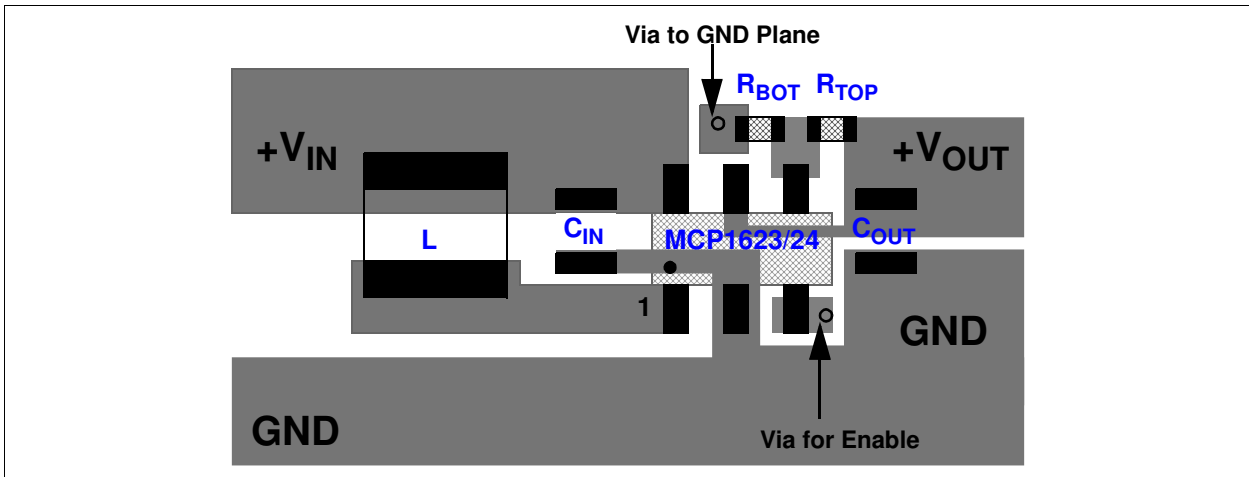 Via to GND Plane
RBOT
RTOP
+VIN
+VOUT
L
CIN
MCP1623/24
COUT
1
GND
GND
Via for Enable